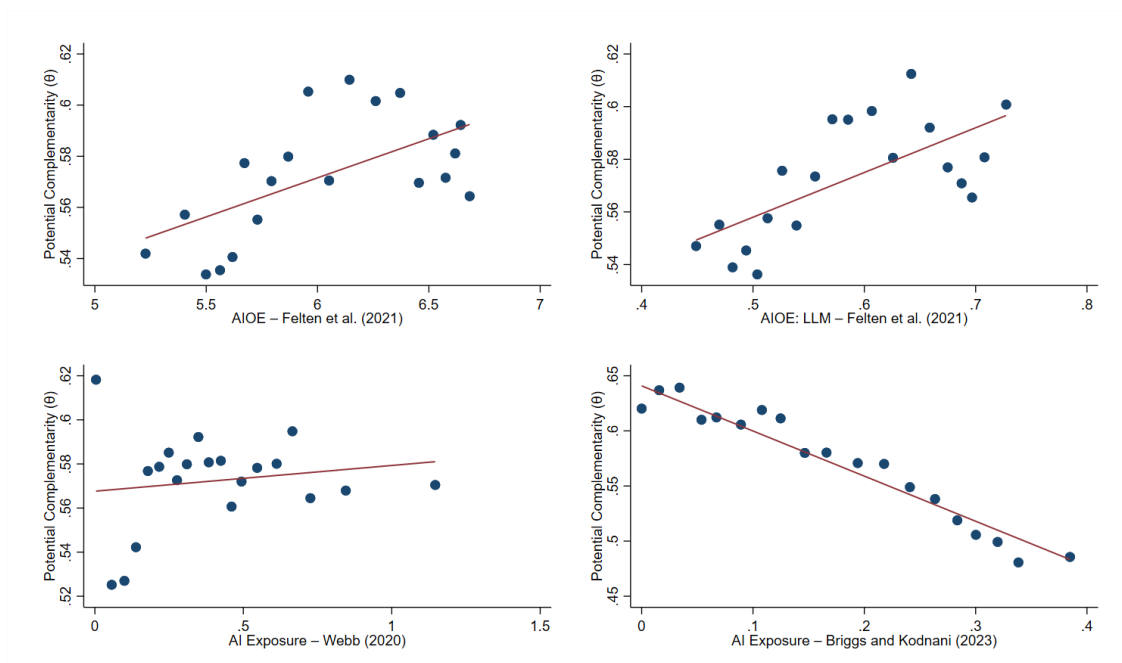 Potential Complementarity (θ)
.54 .56 .58 .6 .62
5 5.5 6 6.5 7
AIOE – Felten et al. (2021)
Potential Complementarity (θ)
.54 .56 .58 .6 .62
.4 .5 .6 .7 .8
AIOE: LLM – Felten et al. (2021)
Potential Complementarity (θ)
.52 .54 .56 .58 .6 .62
0 .5 1 1.5
AI Exposure – Webb (2020)
Potential Complementarity (θ)
.45 .5 .55 .6 .65
0 .1 .2 .3 .4
AI Exposure – Briggs and Kodnani (2023)